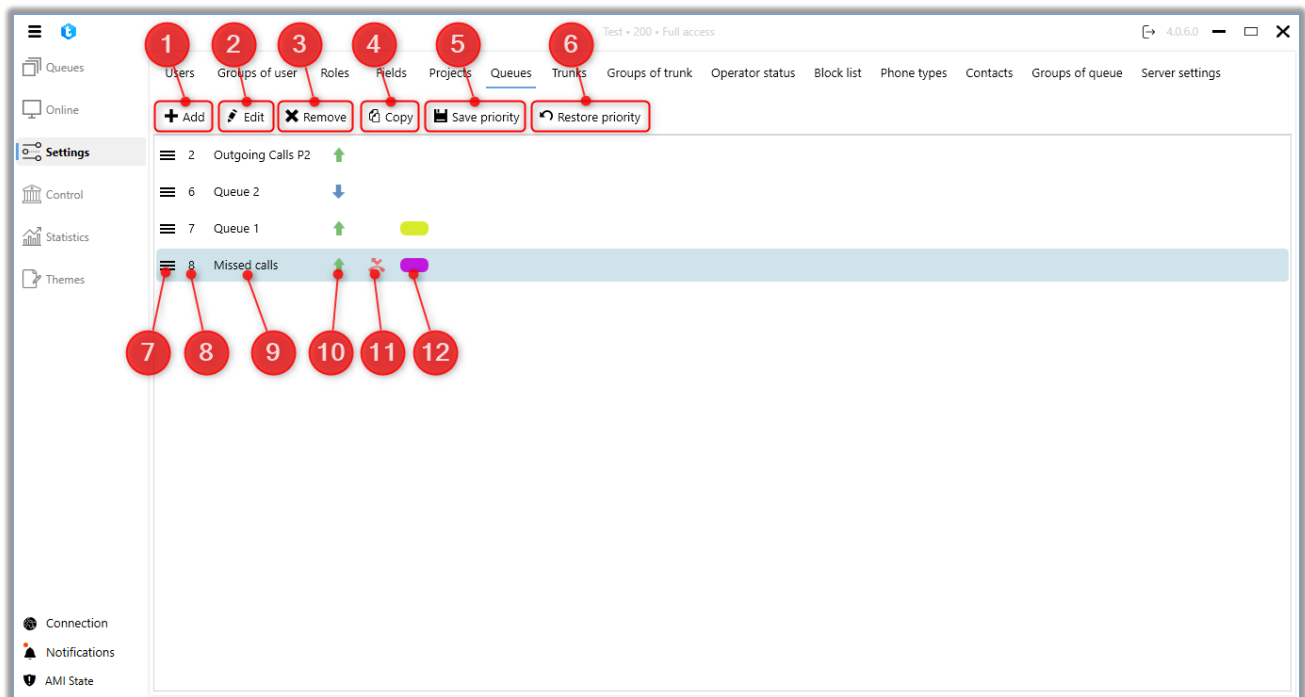 Test • 200 • Full access
4.0.6.0
1 2 3 4 5 6
Queues
Online
Settings
Control
Statistics
Themes
Users Groups of user Roles Fields Projects Queues Trunks Groups of trunk Operator status Block list Phone types Contacts Groups of queue Server settings
Add Edit Remove Copy Save priority Restore priority
2 Outgoing Calls P2
6 Queue 2
7 Queue 1
8 Missed calls
7 8 9 10 11 12
Connection
Notifications
AMI State